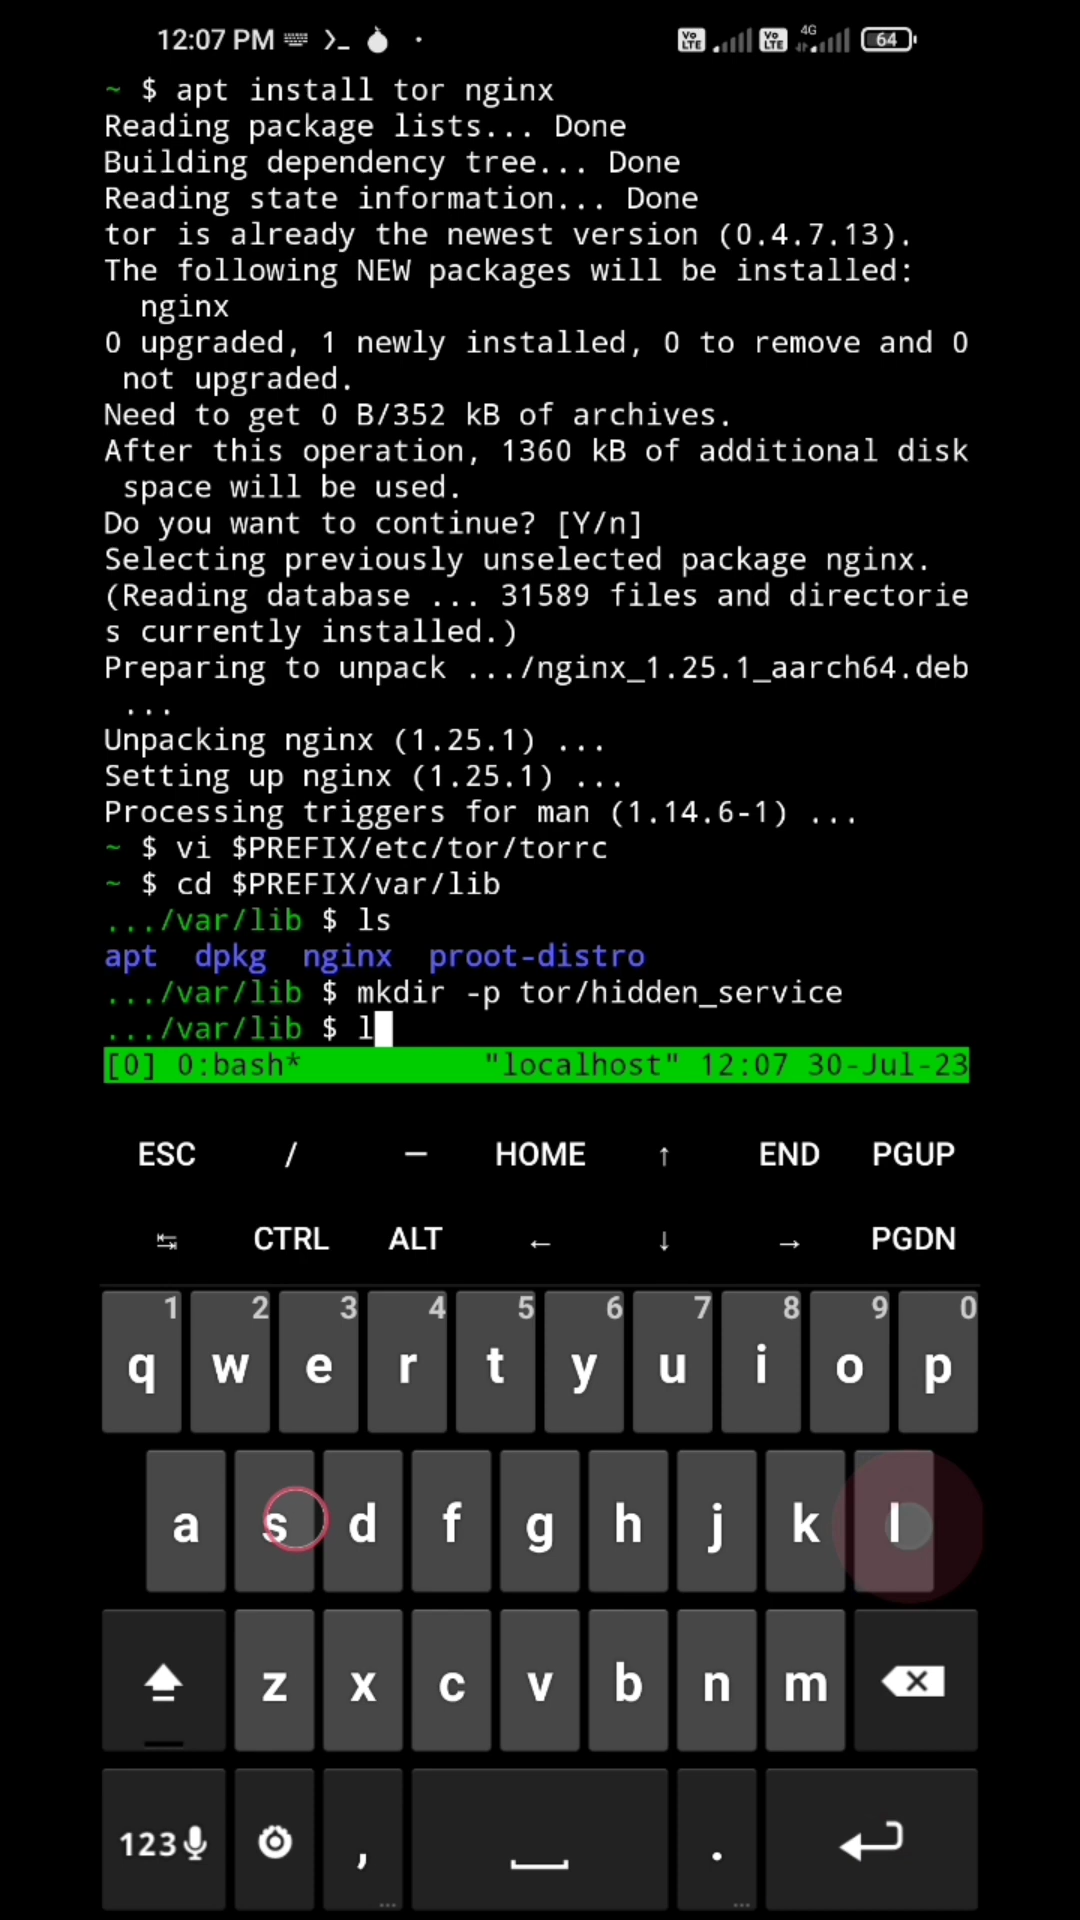 12:07 PM 4G 64
~ $ apt install tor nginx
Reading package lists... Done
Building dependency tree... Done
Reading state information... Done
tor is already the newest version (0.4.7.13).
The following NEW packages will be installed:
  nginx
0 upgraded, 1 newly installed, 0 to remove and 0
 not upgraded.
Need to get 0 B/352 kB of archives.
After this operation, 1360 kB of additional disk
 space will be used.
Do you want to continue? [Y/n]
Selecting previously unselected package nginx.
(Reading database ... 31589 files and directorie
s currently installed.)
Preparing to unpack .../nginx_1.25.1_aarch64.deb
 ...
Unpacking nginx (1.25.1) ...
Setting up nginx (1.25.1) ...
Processing triggers for man (1.14.6-1) ...
~ $ vi $PREFIX/etc/tor/torrc
~ $ cd $PREFIX/var/lib
.../var/lib $ ls
apt  dpkg  nginx  proot-distro
.../var/lib $ mkdir -p tor/hidden_service
.../var/lib $ l
[0] 0:bash* "localhost" 12:07 30-Jul-23
ESC / — HOME ↑ END PGUP
↹ CTRL ALT ← ↓ → PGDN
1 2 3 4 5 6 7 8 9 0
q w e r t y u i o p
a s d f g h j k l
z x c v b n m
123 , .